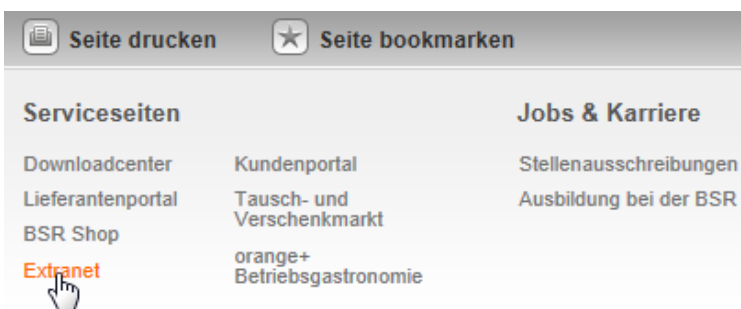 Seite drucken
Seite bookmarken
Serviceseiten
Downloadcenter
Lieferantenportal
BSR Shop
Extranet
Kundenportal
Tausch- und
Verschenkmarkt
orange+
Betriebsgastronomie
Jobs & Karriere
Stellenausschreibungen
Ausbildung bei der BSR